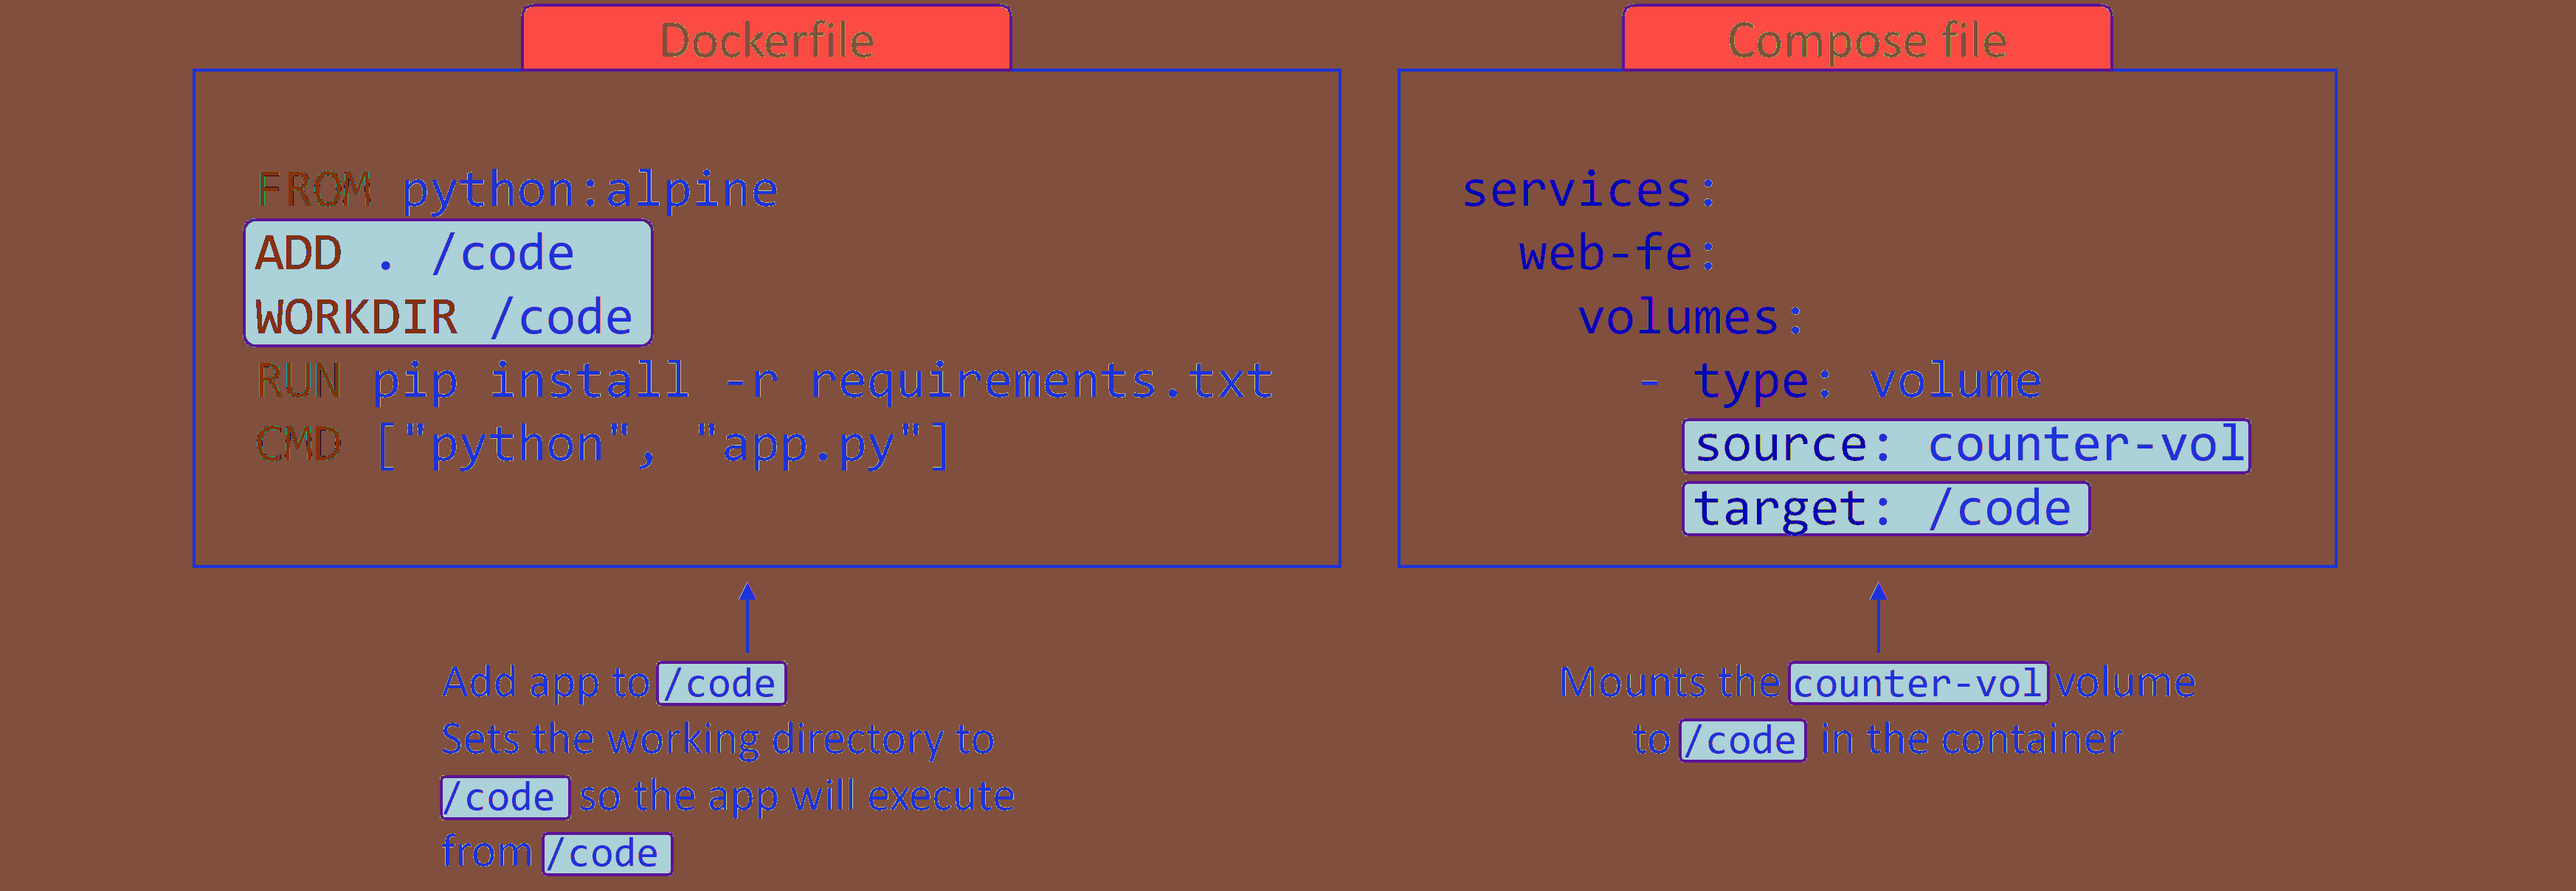 Dockerfile
FROM python:alpine
ADD . /code
WORKDIR /code
RUN pip install -r requirements.txt
CMD ["python", "app.py"]
Add app to /code
Sets the working directory to
/code so the app will execute
from /code
Compose file
services:
web-fe:
volumes:
- type: volume
source: counter-vol
target: /code
Mounts the counter-vol volume
to /code in the container